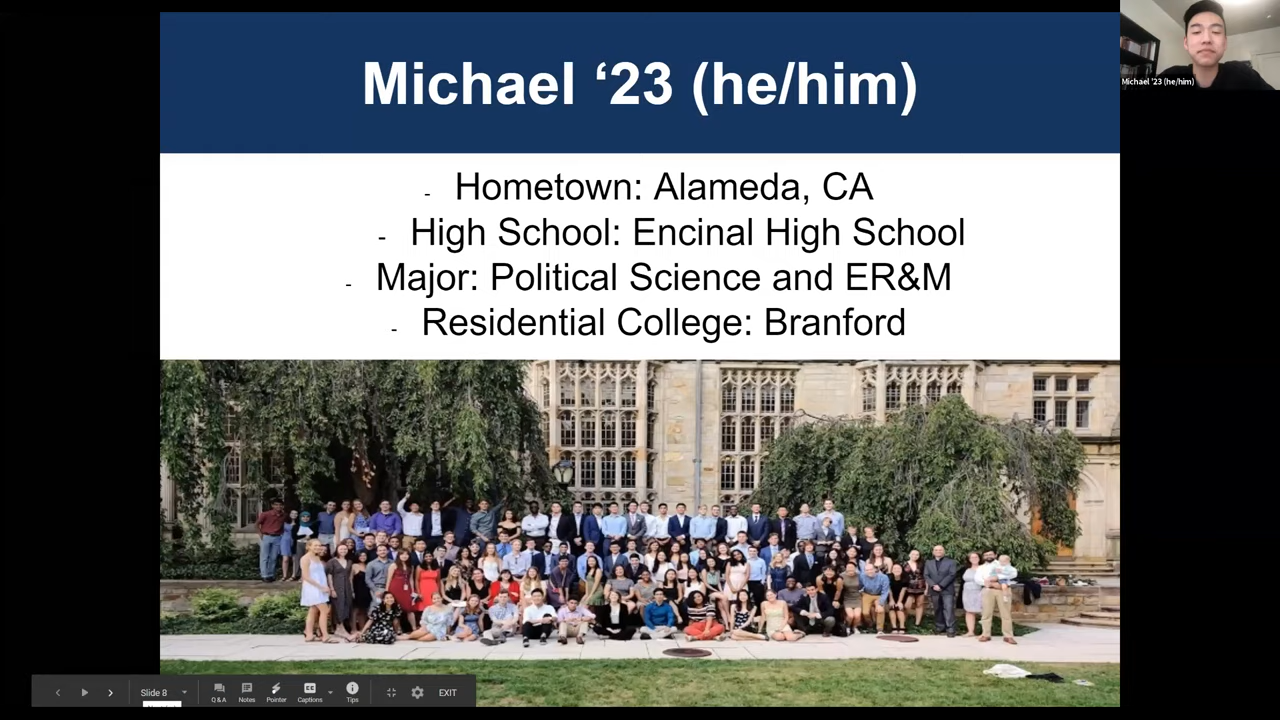 Michael ‘23 (he/him)
Michael '23 (he/him)
- Hometown: Alameda, CA
- High School: Encinal High School
- Major: Political Science and ER&M
- Residential College: Branford
Slide 8
Q & A
Notes
Pointer
Captions
Tips
EXIT